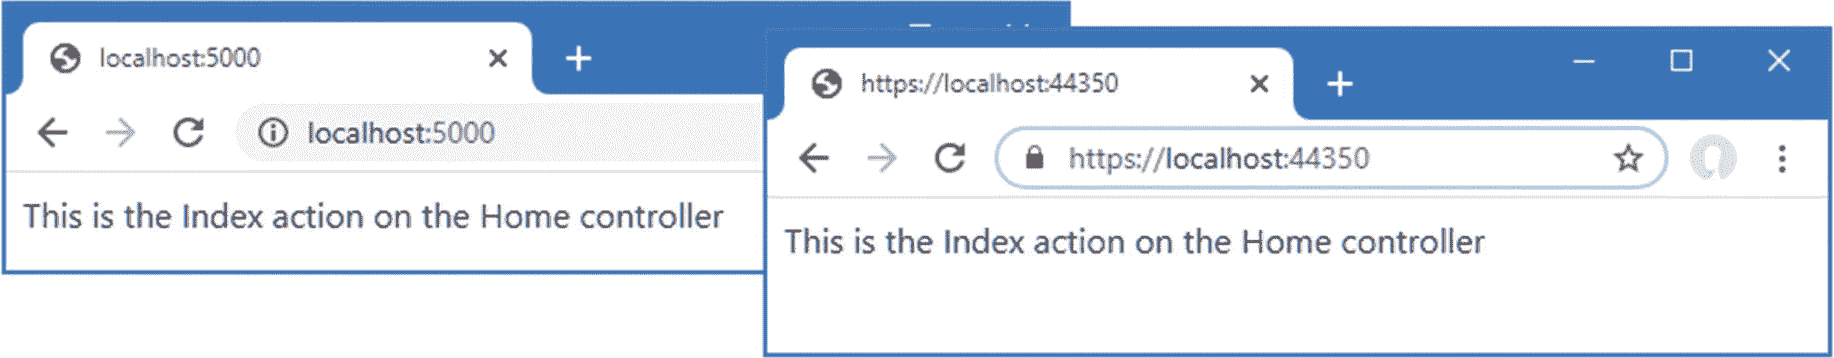 localhost:5000
localhost:5000
This is the Index action on the Home controller
https://localhost:44350
https://localhost:44350
This is the Index action on the Home controller